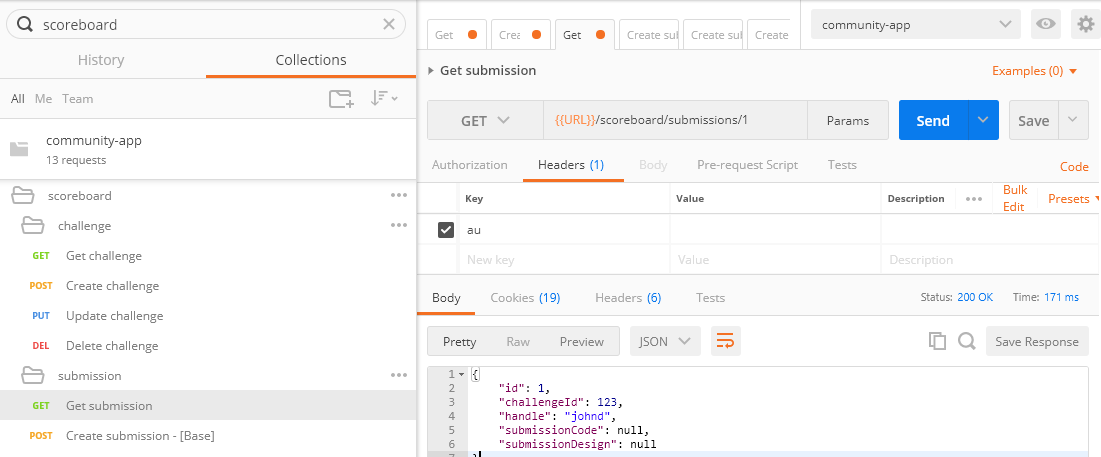 scoreboard
History Collections
All Me Team
community-app
13 requests
scoreboard
challenge
GET Get challenge
POST Create challenge
PUT Update challenge
DEL Delete challenge
submission
GET Get submission
POST Create submission - [Base]
Get Crea Get Create sul Create sul Create
community-app
Get submission
Examples (0)
GET {{URL}}/scoreboard/submissions/1 Params Send Save
Authorization Headers (1) Body Pre-request Script Tests Code
Key Value Description ••• Bulk Edit Presets
au
New key Value Description
Body Cookies (19) Headers (6) Tests Status: 200 OK Time: 171 ms
Pretty Raw Preview JSON Save Response
1 {
2 "id": 1,
3 "challengeId": 123,
4 "handle": "johnd",
5 "submissionCode": null,
6 "submissionDesign": null
7 }